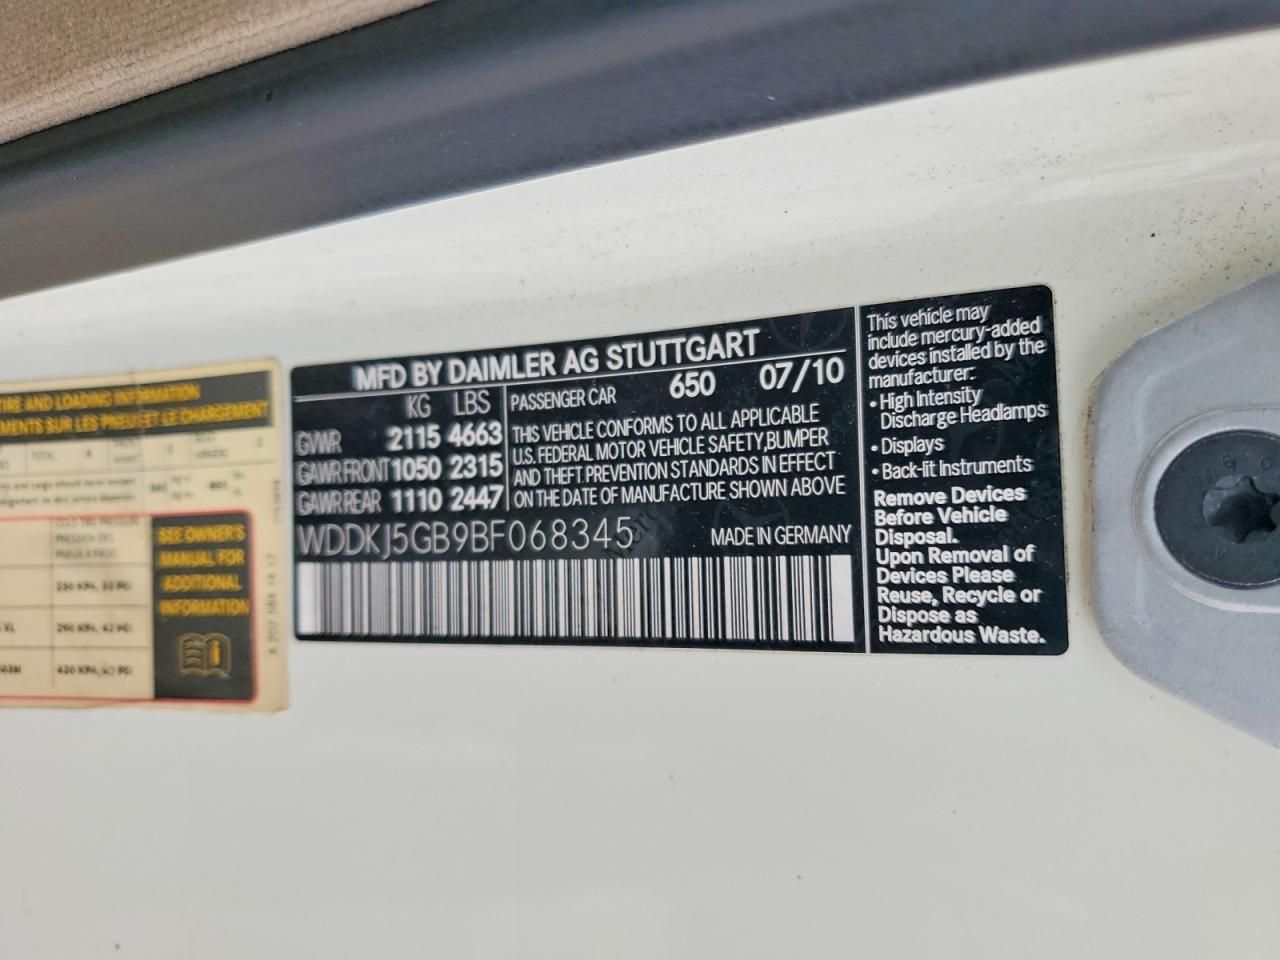 TIRE AND LOADING INFORMATION
SUR LES PNEUS ET LE CHARGEMENT
TOTAL
SEE OWNER'S
MANUAL FOR
ADDITIONAL
INFORMATION
XL
MFD BY DAIMLER AG STUTTGART
KG LBS
GVWR 2115 4663
GAWR FRONT 1050 2315
GAWR REAR 1110 2447
PASSENGER CAR 650 07/10
THIS VEHICLE CONFORMS TO ALL APPLICABLE
U.S. FEDERAL MOTOR VEHICLE SAFETY, BUMPER
AND THEFT PREVENTION STANDARDS IN EFFECT
ON THE DATE OF MANUFACTURE SHOWN ABOVE
WDDKJ5GB9BF068345 MADE IN GERMANY
This vehicle may
include mercury-added
devices installed by the
manufacturer:
• High Intensity
Discharge Headlamps
• Displays
• Back-lit Instruments
Remove Devices
Before Vehicle
Disposal.
Upon Removal of
Devices Please
Reuse, Recycle or
Dispose as
Hazardous Waste.